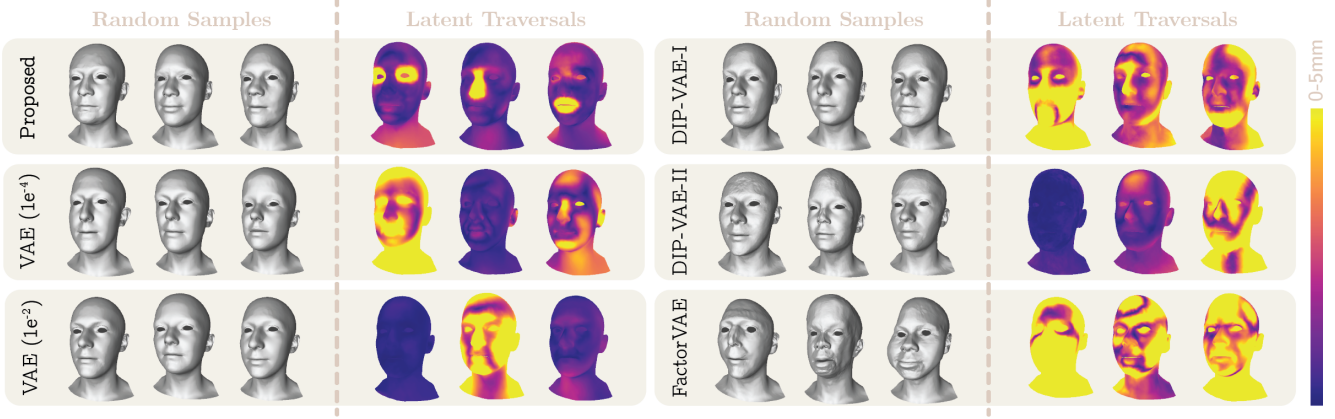 Random Samples
Latent Traversals
Random Samples
Latent Traversals
Proposed
DIP-VAE-I
0-5mm
VAE (1e⁻⁴)
DIP-VAE-II
VAE (1e⁻²)
FactorVAE